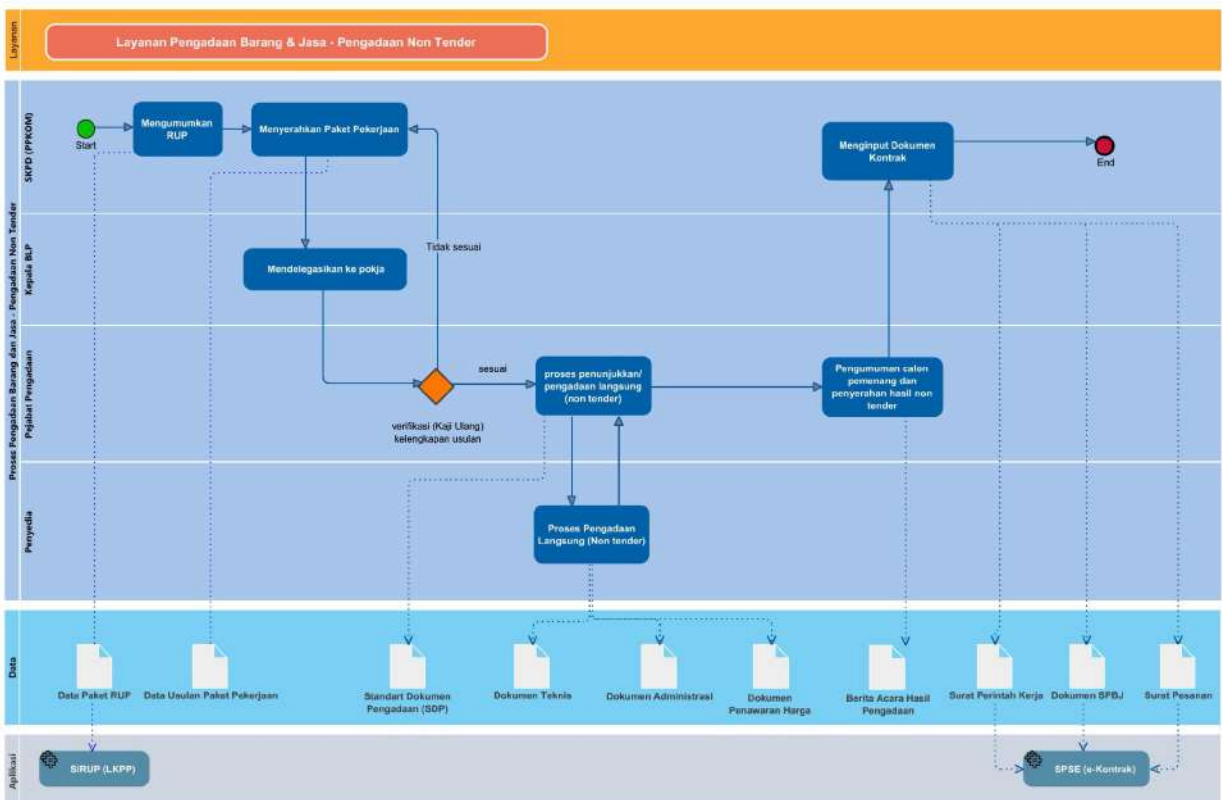 Layanan
Layanan Pengadaan Barang & Jasa - Pengadaan Non Tender
Proses Pengadaan Barang dan Jasa - Pengadaan Non Tender
SKPD (PPKOM)
Start
Mengumumkan
RUP
Menyerahkan Paket Pekerjaan
Menginput Dokumen
Kontrak
End
Kepala BLP
Mendelegasikan ke pokja
Tidak sesuai
Pejabat Pengadaan
sesuai
verifikasi (Kaji Ulang)
kelengkapan usulan
proses penunjukkan/
pengadaan langsung
(non tender)
Pengumuman calon
pemenang dan
penyerahan hasil non
tender
Penyedia
Proses Pengadaan
Langsung (Non tender)
Data
Data Paket RUP
Data Usulan Paket Pekerjaan
Standart Dokumen
Pengadaan (SDP)
Dokumen Teknis
Dokumen Administrasi
Dokumen
Penawaran Harga
Berita Acara Hasil
Pengadaan
Surat Perintah Kerja
Dokumen SPBJ
Surat Pesanan
Aplikasi
SIRUP (LKPP)
SPSE (e-Kontrak)